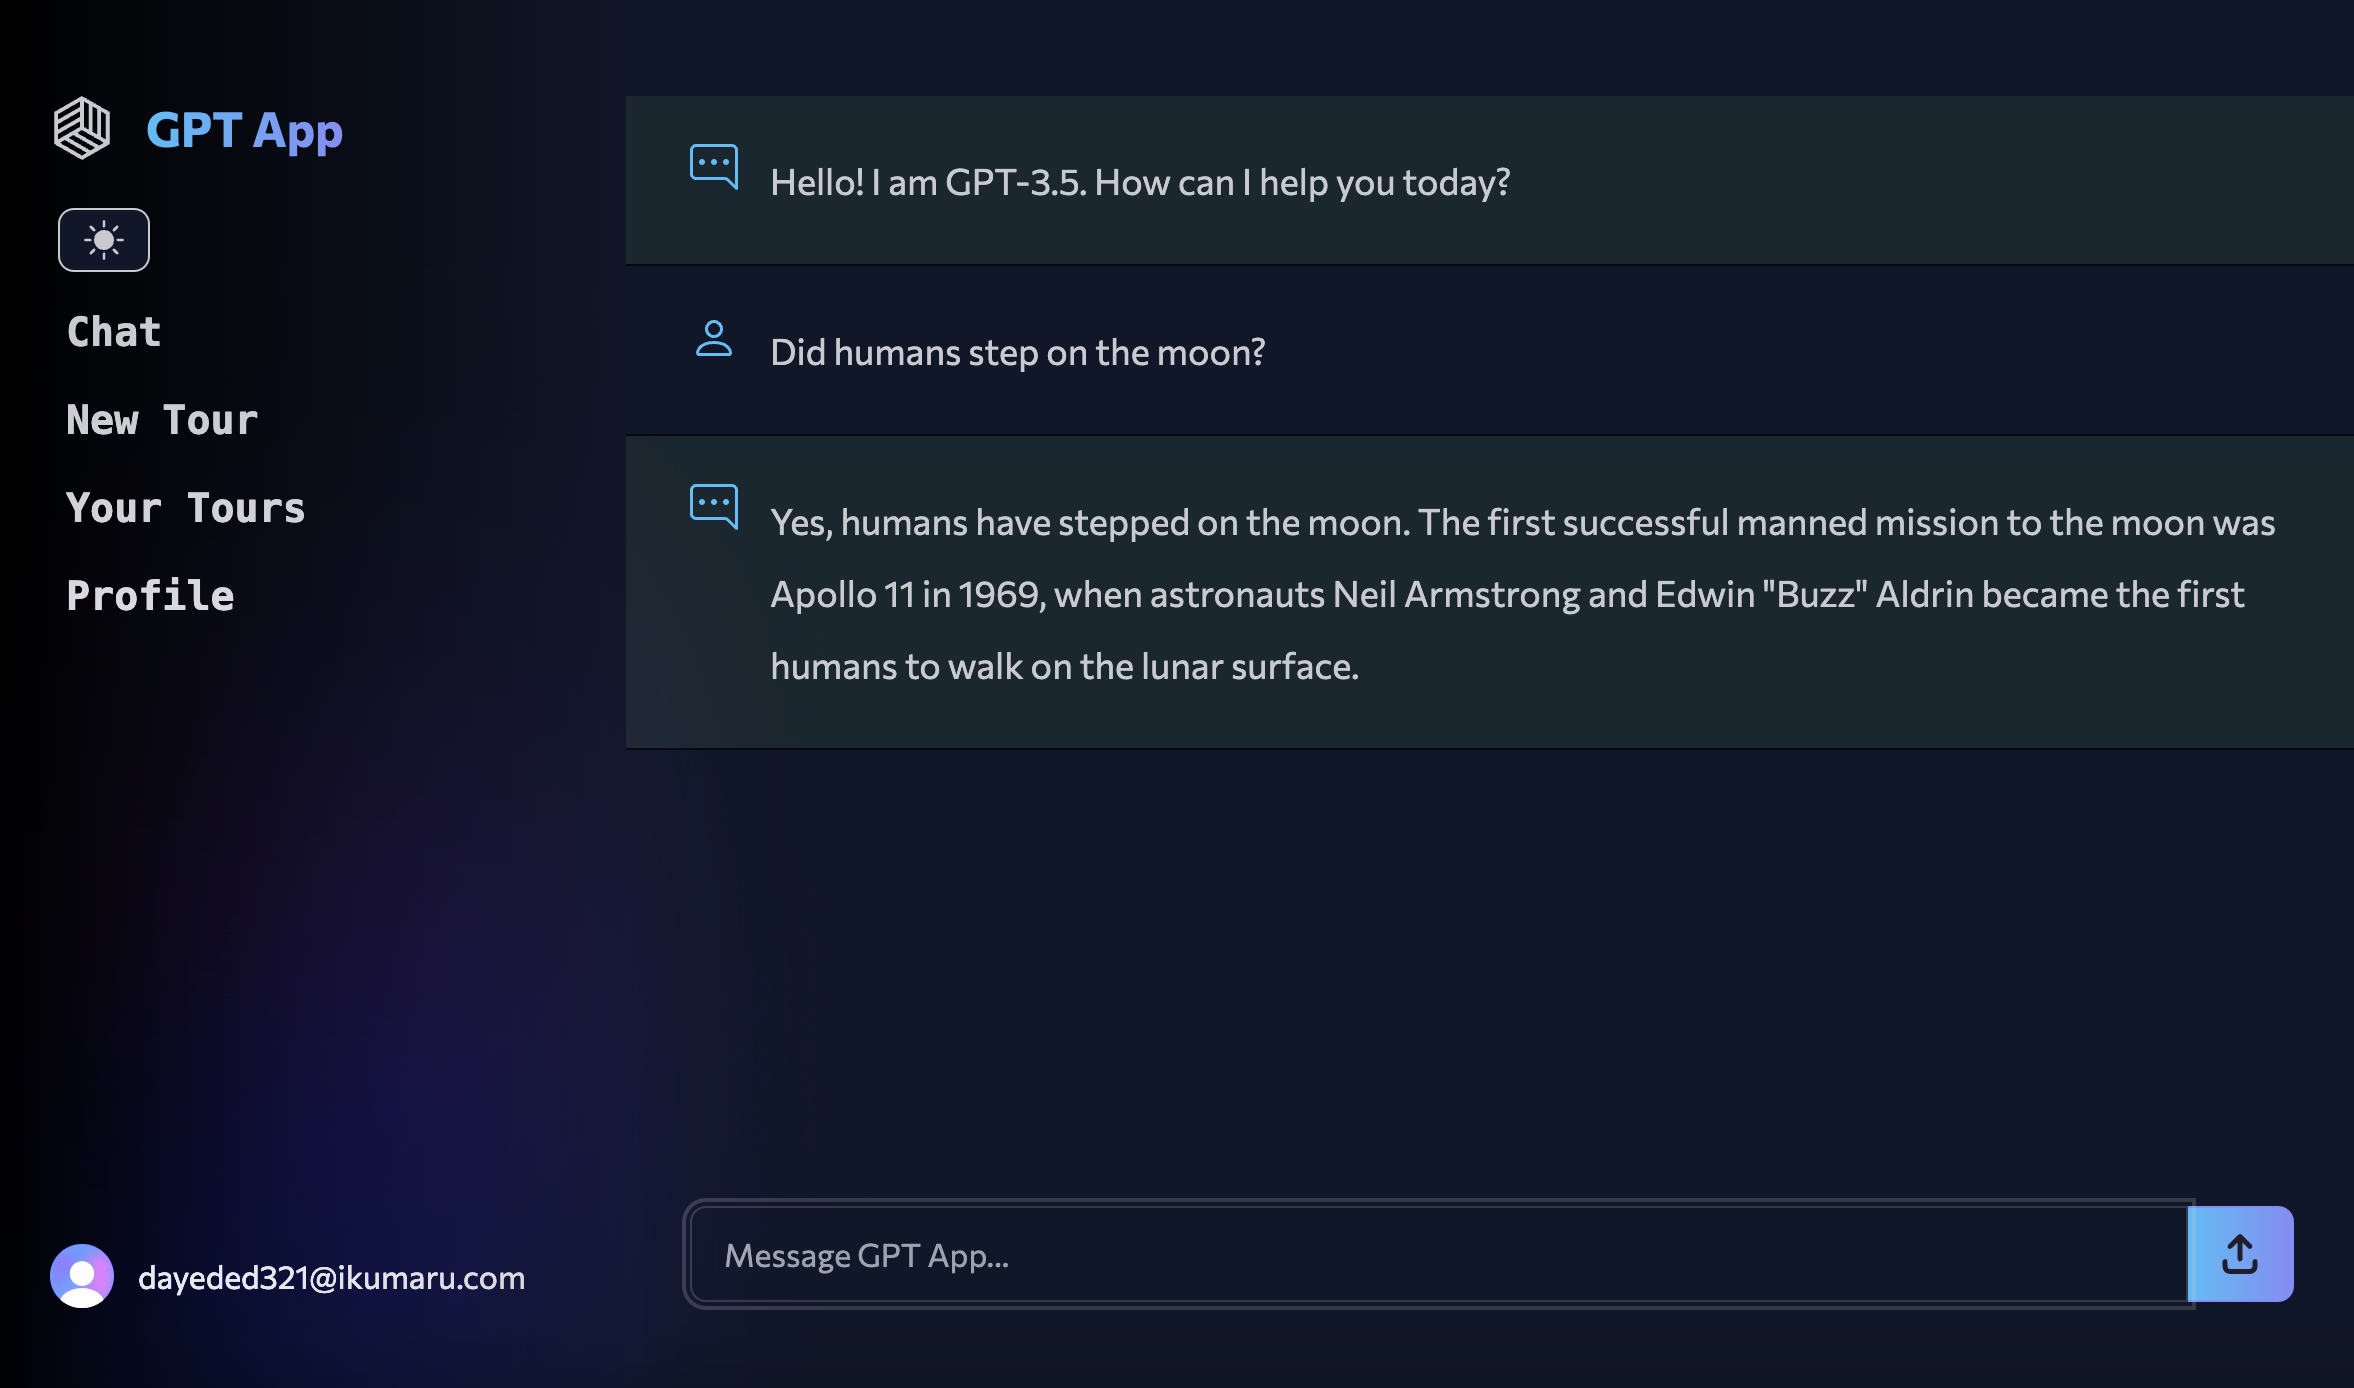 GPT App
Chat
New Tour
Your Tours
Profile
dayeded321@ikumaru.com
Hello! I am GPT-3.5. How can I help you today?
Did humans step on the moon?
Yes, humans have stepped on the moon. The first successful manned mission to the moon was
Apollo 11 in 1969, when astronauts Neil Armstrong and Edwin "Buzz" Aldrin became the first
humans to walk on the lunar surface.
Message GPT App...